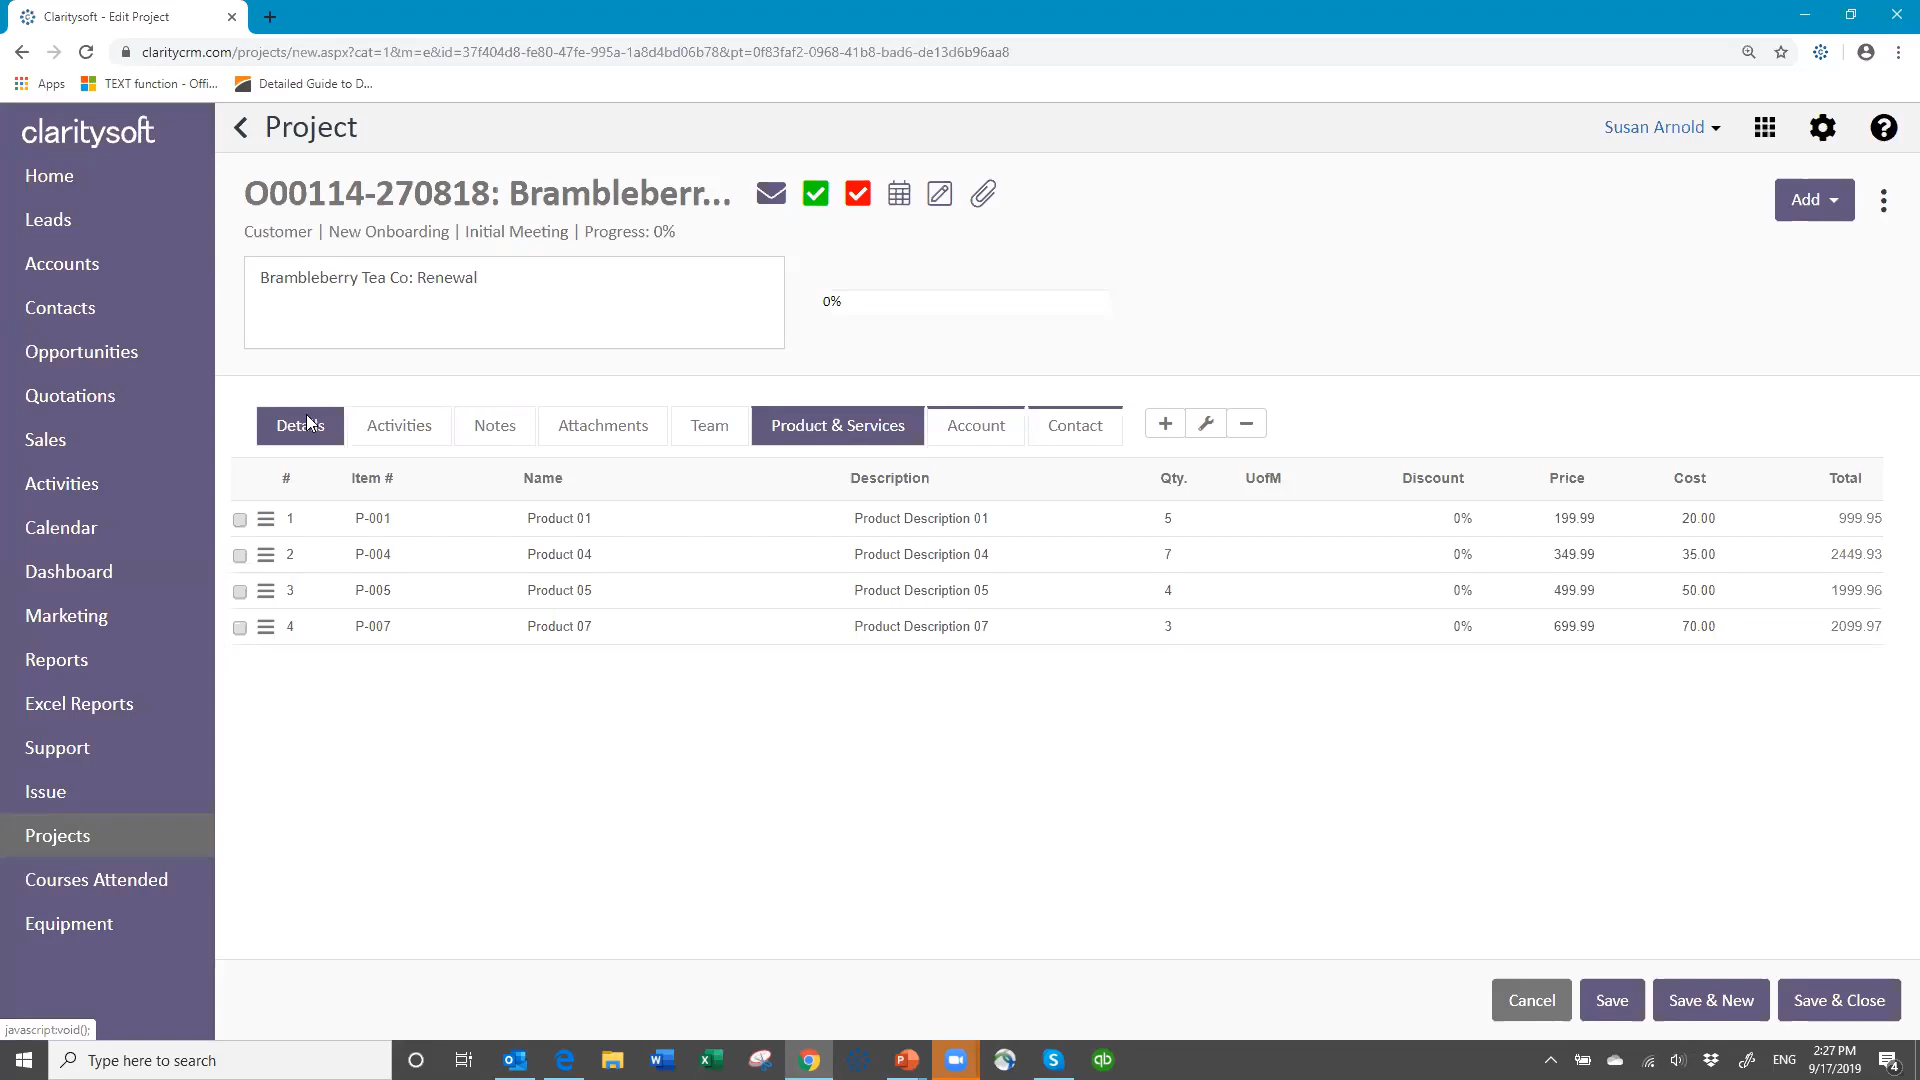 Claritysoft - Edit Project
claritycrm.com/projects/new.aspx?cat=1&m=e&id=37f404d8-fe80-47fe-995a-1a8d4bd06b78&pt=0f83faf2-0968-41b8-bad6-de13d6b96aa8
Apps TEXT function - Offi... Detailed Guide to D...
claritysoft
Home
Leads
Accounts
Contacts
Opportunities
Quotations
Sales
Activities
Calendar
Dashboard
Marketing
Reports
Excel Reports
Support
Issue
Projects
Courses Attended
Equipment
Project
Susan Arnold
O00114-270818: Brambleberr...
Add
Customer | New Onboarding | Initial Meeting | Progress: 0%
Brambleberry Tea Co: Renewal
0%
Details Activities Notes Attachments Team Product & Services Account Contact
# Item # Name Description Qty. UofM Discount Price Cost Total
1 P-001 Product 01 Product Description 01 5 0% 199.99 20.00 999.95
2 P-004 Product 04 Product Description 04 7 0% 349.99 35.00 2449.93
3 P-005 Product 05 Product Description 05 4 0% 499.99 50.00 1999.96
4 P-007 Product 07 Product Description 07 3 0% 699.99 70.00 2099.97
Cancel Save Save & New Save & Close
javascript:void();
Type here to search
ENG
2:27 PM
9/17/2019
4